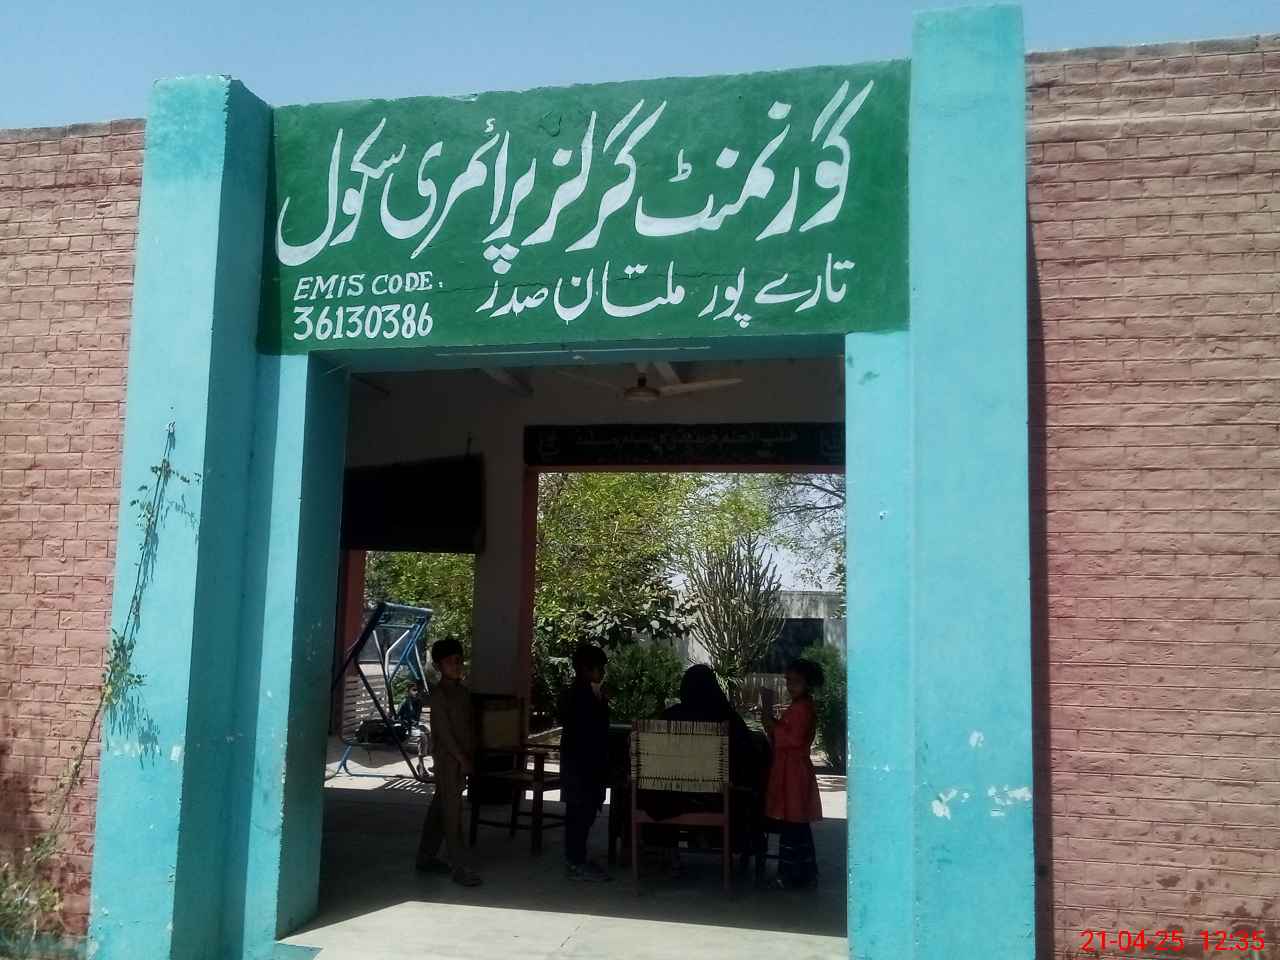 گورنمنٹ گرلز پرائمری سکول
تارے پور ملتان صدر
EMIS CODE:
36130386
21-04-25 12:35